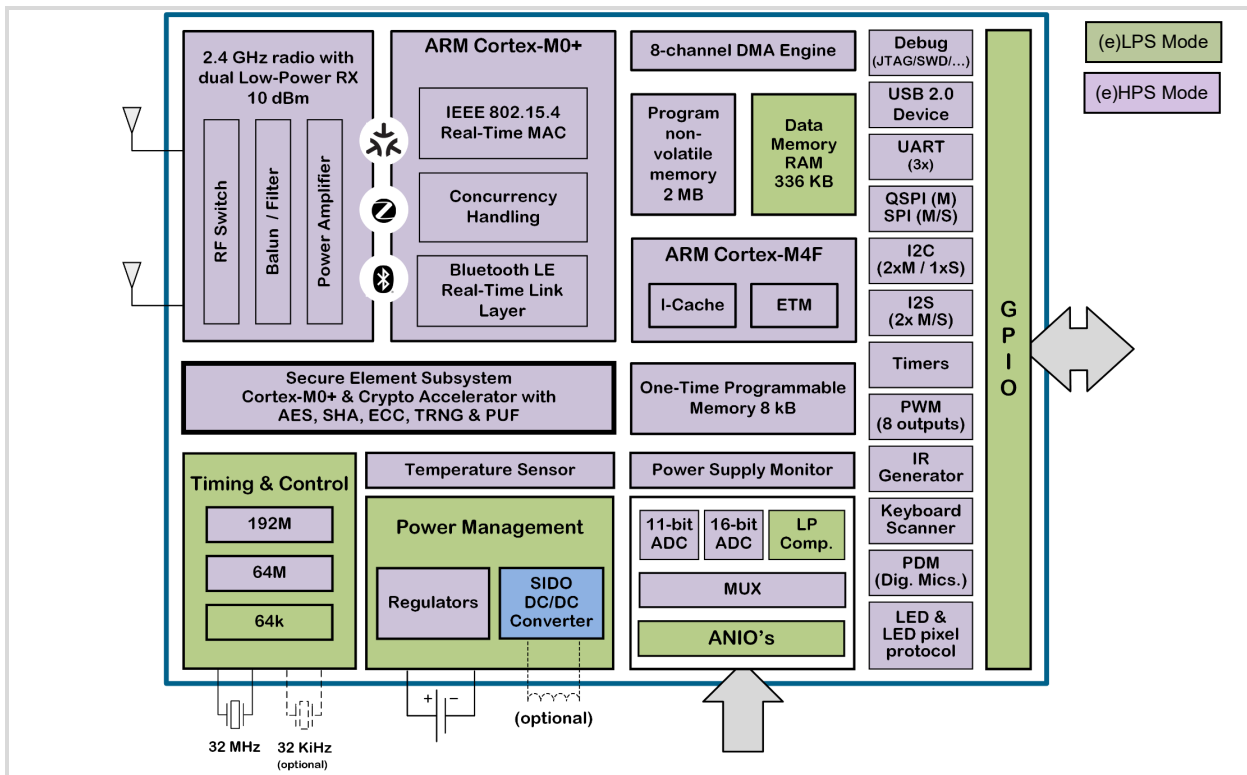 2.4 GHz radio with
dual Low-Power RX
10 dBm
RF Switch
Balun / Filter
Power Amplifier
ARM Cortex-M0+
IEEE 802.15.4
Real-Time MAC
Concurrency
Handling
Bluetooth LE
Real-Time Link
Layer
8-channel DMA Engine
Program
non-
volatile
memory
2 MB
Data
Memory
RAM
336 KB
ARM Cortex-M4F
I-Cache
ETM
Secure Element Subsystem
Cortex-M0+ & Crypto Accelerator with
AES, SHA, ECC, TRNG & PUF
One-Time Programmable
Memory 8 kB
Timing & Control
192M
64M
64k
Temperature Sensor
Power Management
Regulators
SIDO
DC/DC
Converter
Power Supply Monitor
11-bit
ADC
16-bit
ADC
LP
Comp.
MUX
ANIO's
Debug
(JTAG/SWD/...)
USB 2.0
Device
UART
(3x)
QSPI (M)
SPI (M/S)
I2C
(2xM / 1xS)
I2S
(2x M/S)
Timers
PWM
(8 outputs)
IR
Generator
Keyboard
Scanner
PDM
(Dig. Mics.)
LED &
LED pixel
protocol
G
P
I
O
(e)LPS Mode
(e)HPS Mode
32 MHz
32 KiHz
(optional)
+ −
(optional)